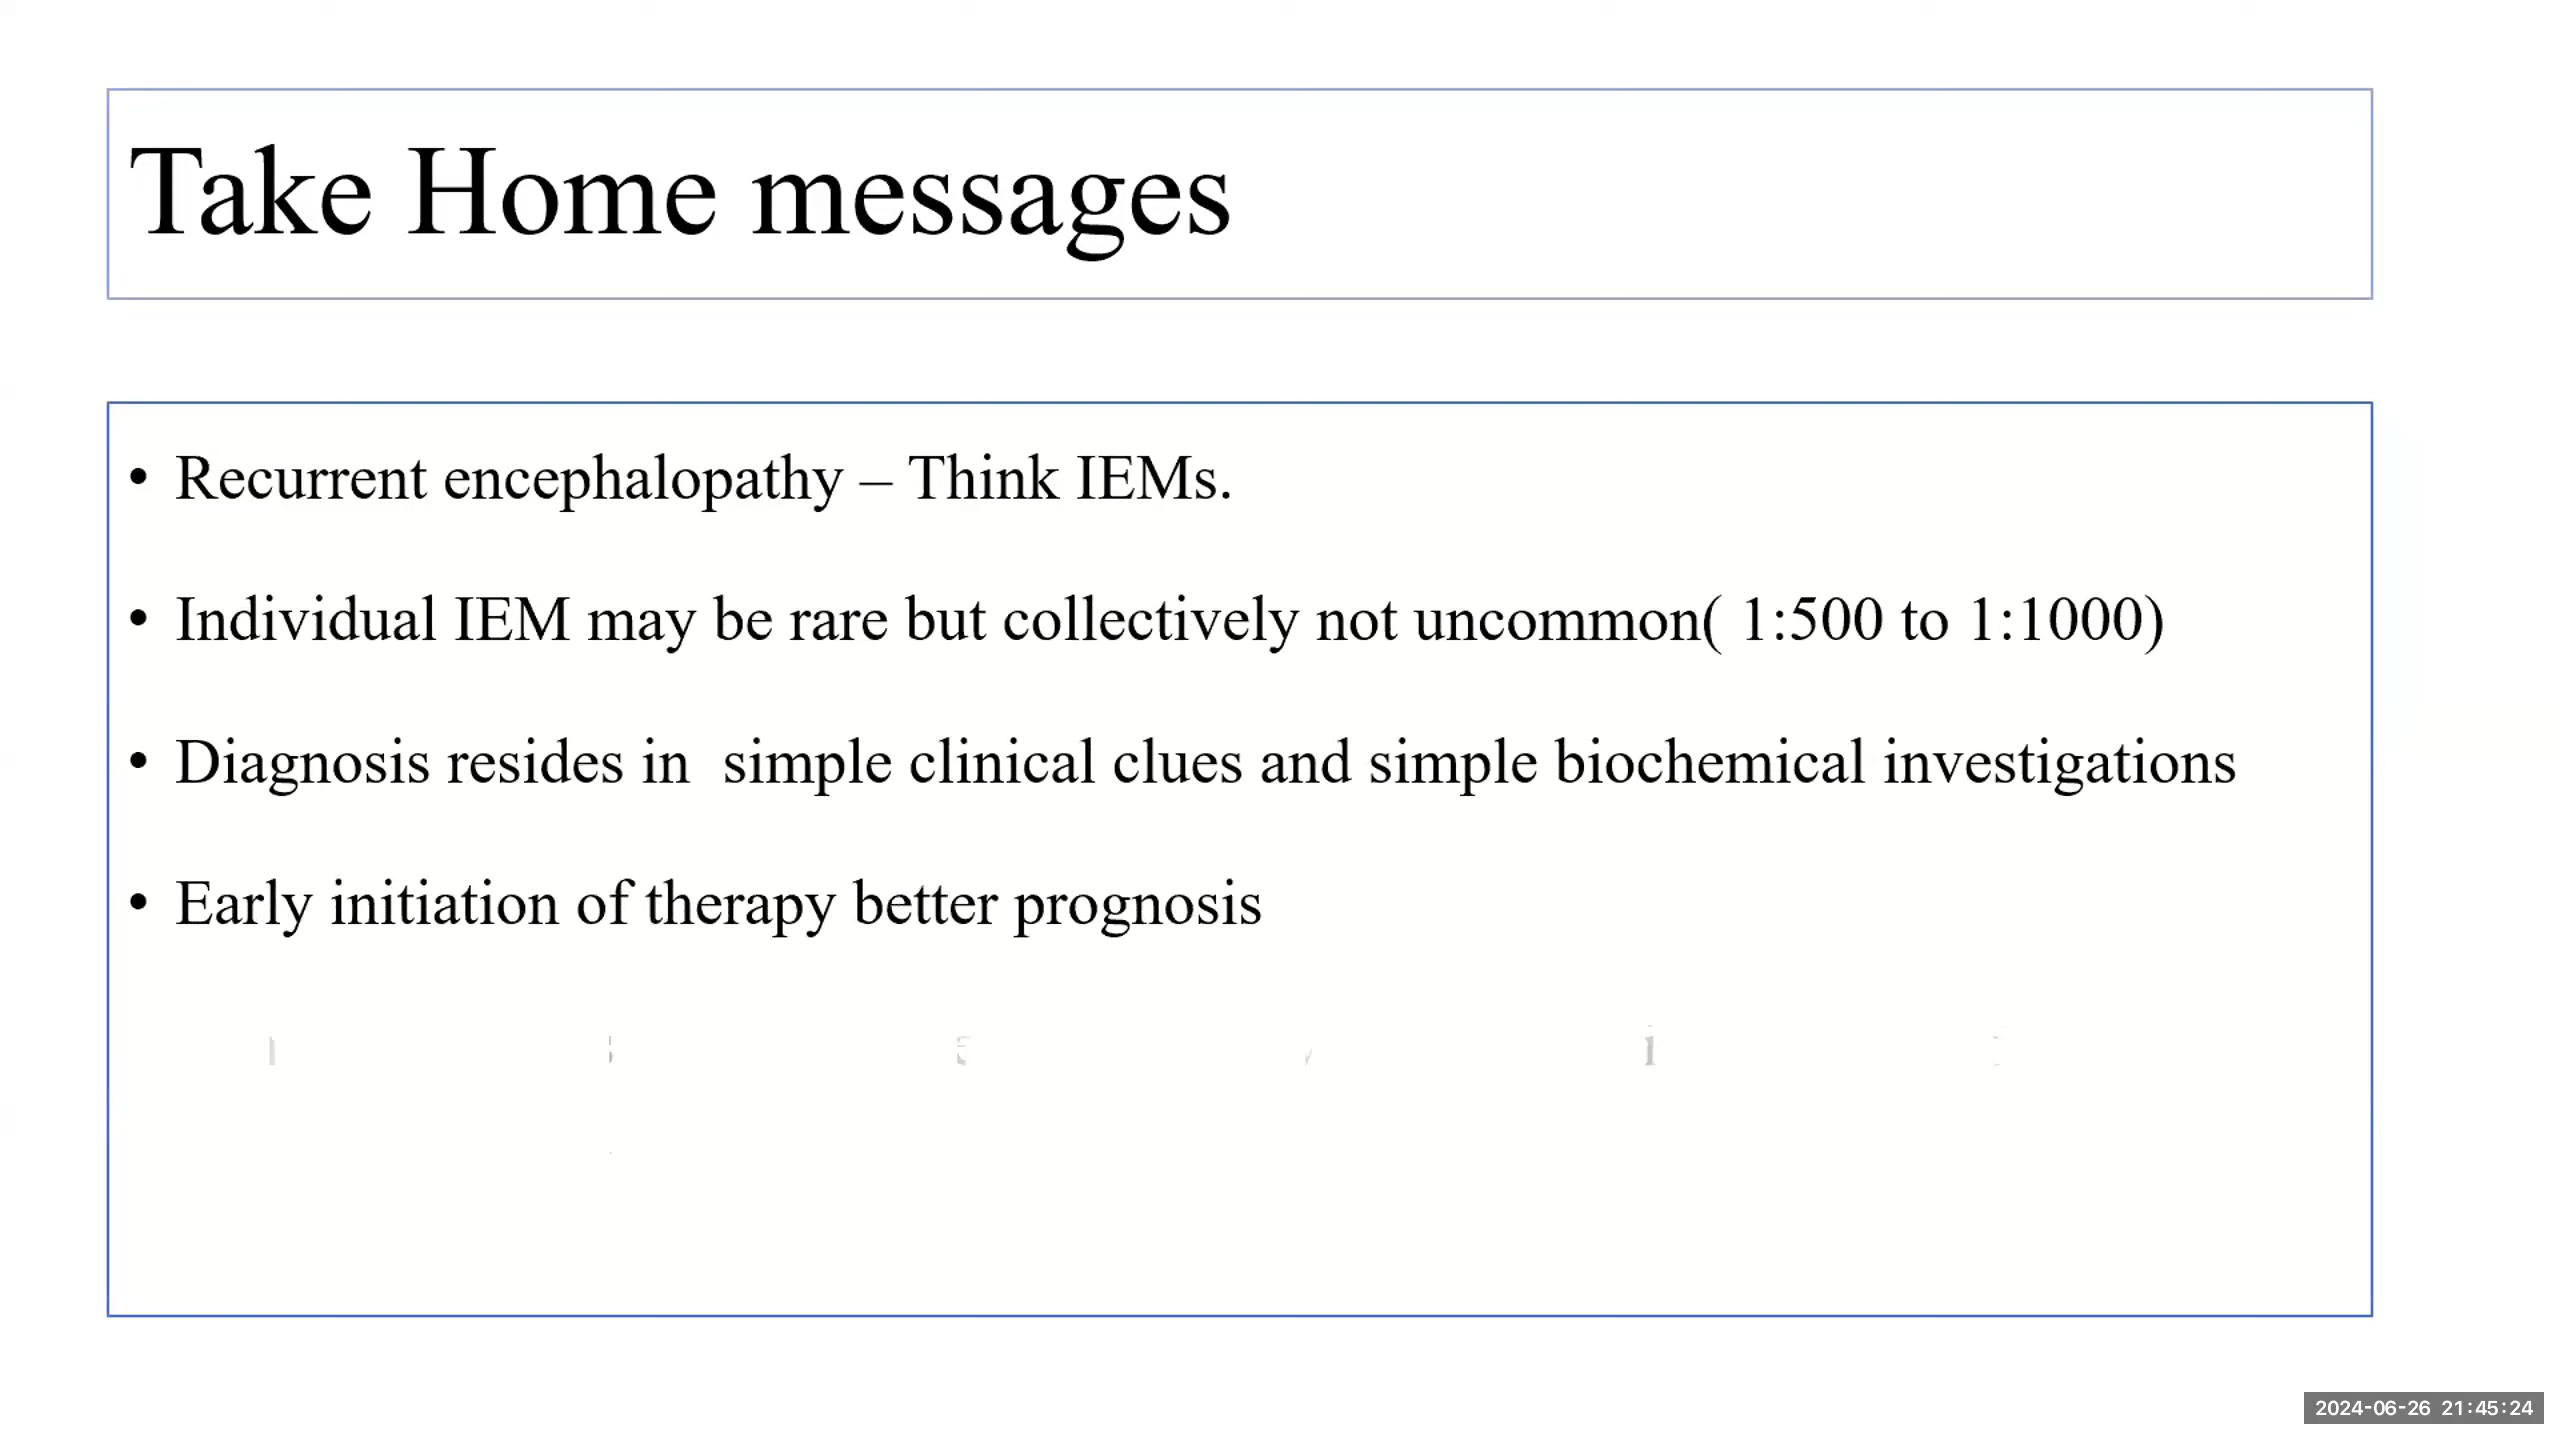 Take Home messages
• Recurrent encephalopathy – Think IEMs.
• Individual IEM may be rare but collectively not uncommon( 1:500 to 1:1000)
• Diagnosis resides in  simple clinical clues and simple biochemical investigations
• Early initiation of therapy better prognosis
2024-06-26 21:45:24